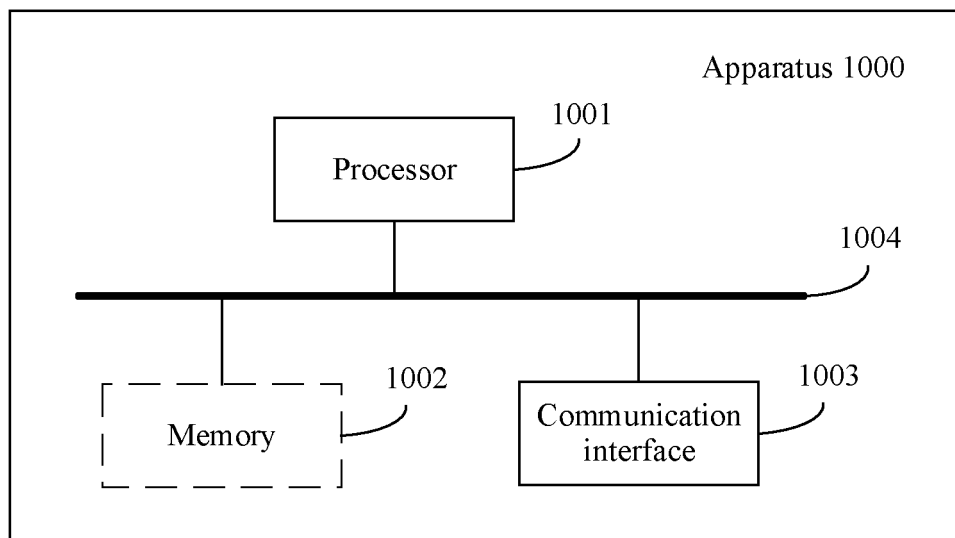 Apparatus 1000
1001
Processor
1004
1002
Memory
1003
Communication
interface